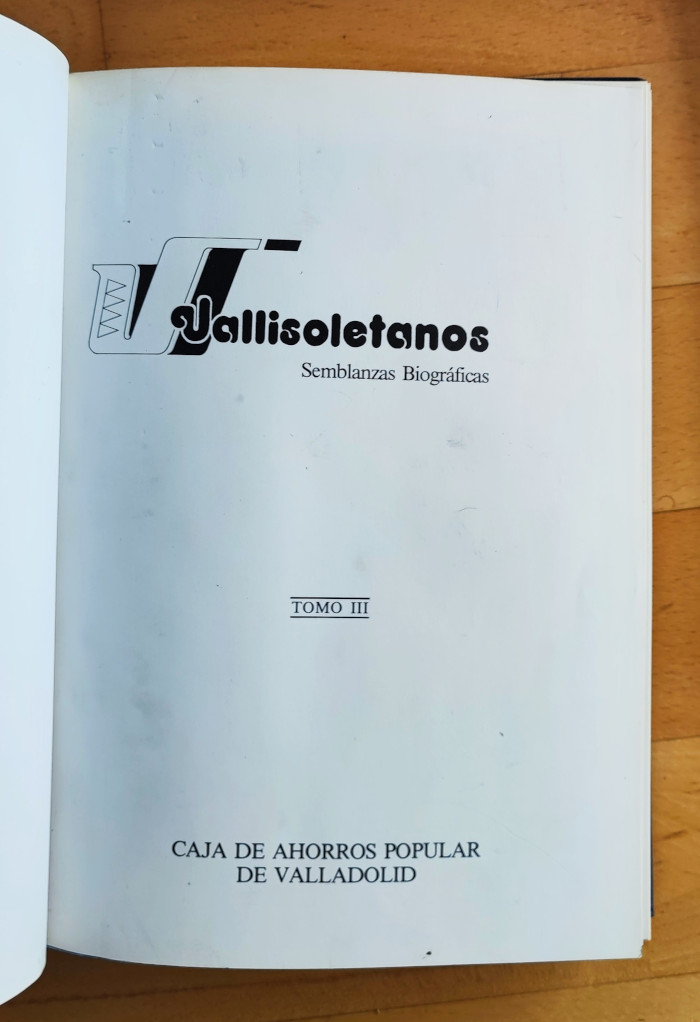 Vallisoletanos
Semblanzas Biográficas
TOMO III
CAJA DE AHORROS POPULAR
DE VALLADOLID